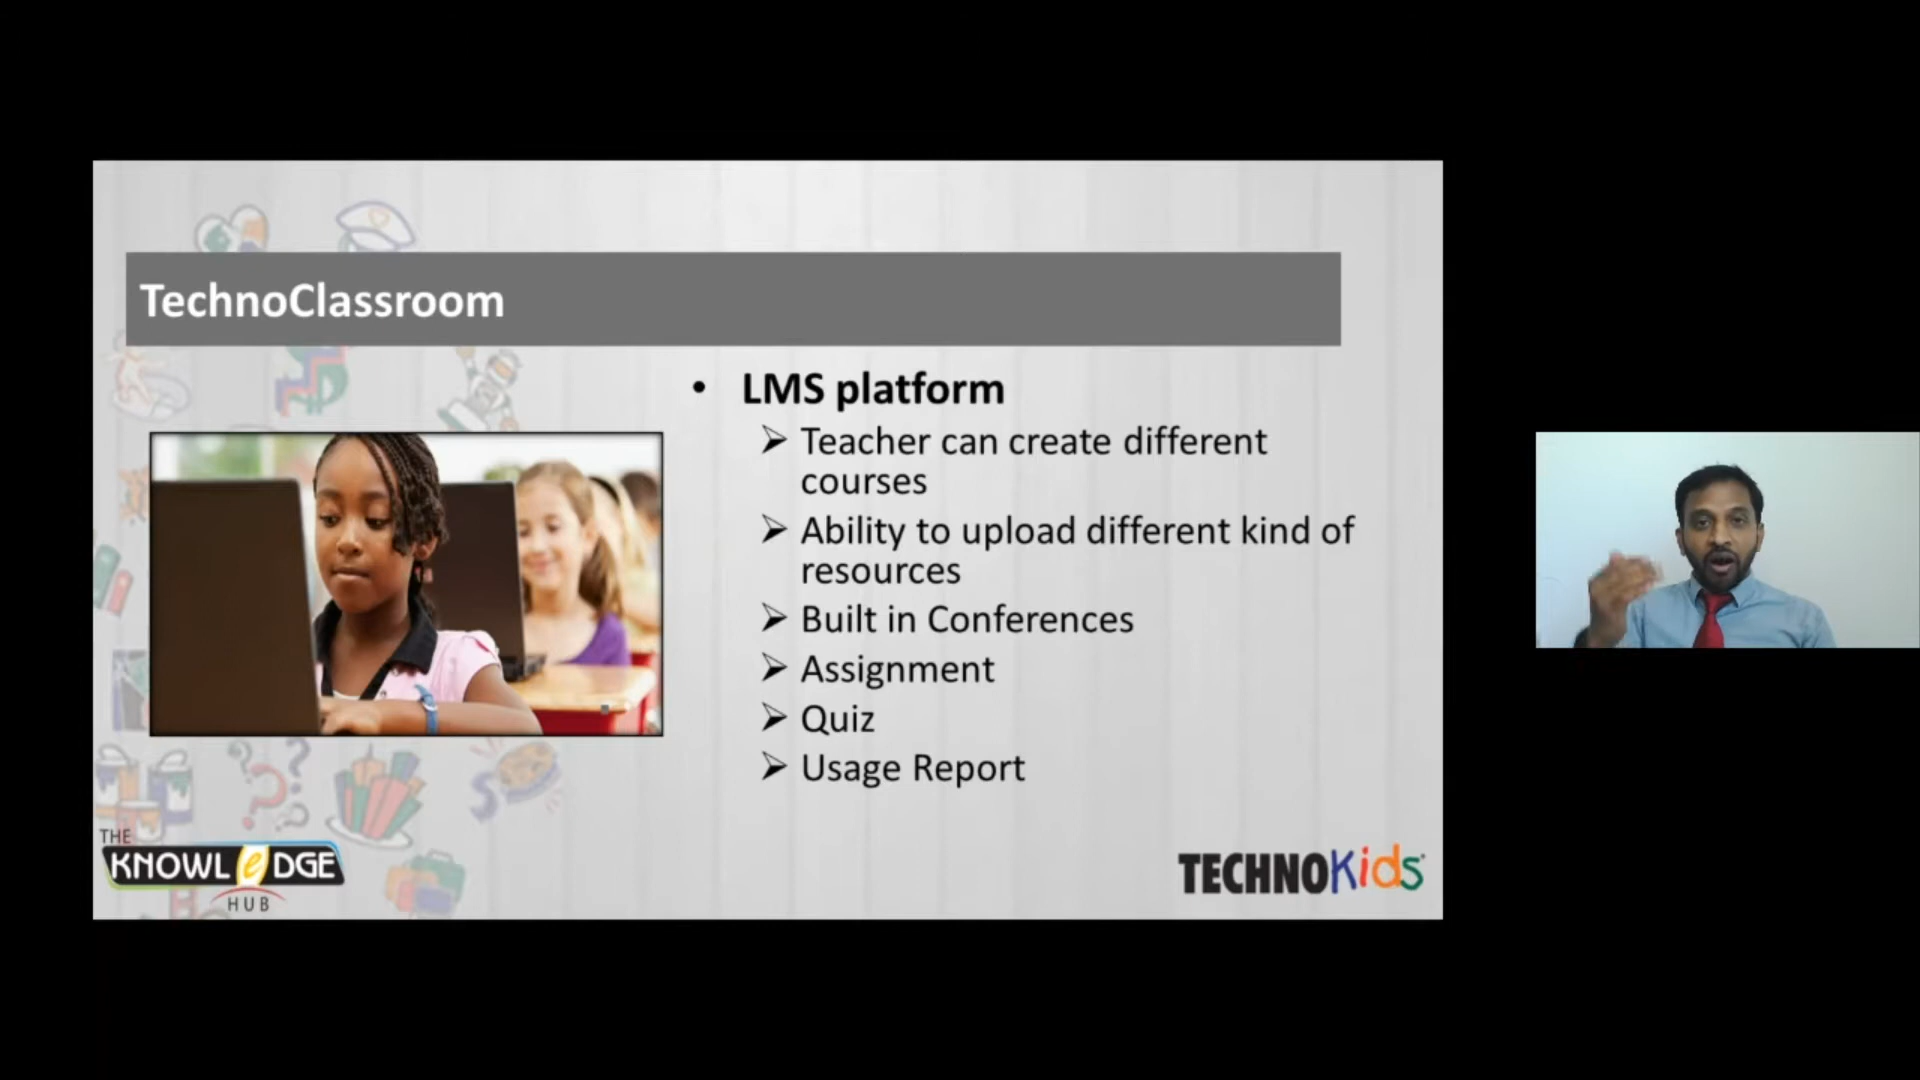 TechnoClassroom
• LMS platform
➢ Teacher can create different
courses
➢ Ability to upload different kind of
resources
➢ Built in Conferences
➢ Assignment
➢ Quiz
➢ Usage Report
THE
KNOWLeDGE
HUB
TECHNOKids